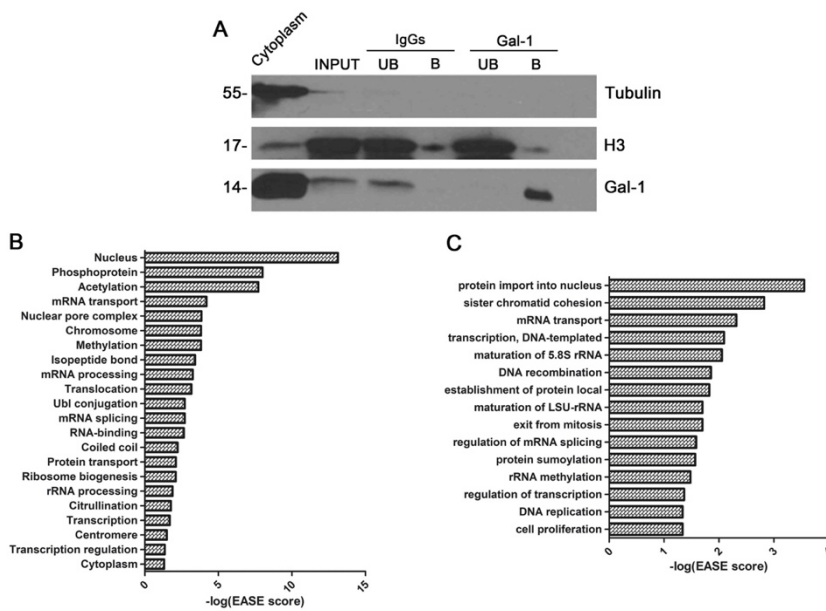 A
Cytoplasm
INPUT
IgGs
UB B
Gal-1
UB B
55- Tubulin
17- H3
14- Gal-1
B
Nucleus
Phosphoprotein
Acetylation
mRNA transport
Nuclear pore complex
Chromosome
Methylation
Isopeptide bond
mRNA processing
Translocation
Ubl conjugation
mRNA splicing
RNA-binding
Coiled coil
Protein transport
Ribosome biogenesis
rRNA processing
Citrullination
Transcription
Centromere
Transcription regulation
Cytoplasm
0 5 10 15
-log(EASE score)
C
protein import into nucleus
sister chromatid cohesion
mRNA transport
transcription, DNA-templated
maturation of 5.8S rRNA
DNA recombination
establishment of protein local
maturation of LSU-rRNA
exit from mitosis
regulation of mRNA splicing
protein sumoylation
rRNA methylation
regulation of transcription
DNA replication
cell proliferation
0 1 2 3
-log(EASE score)